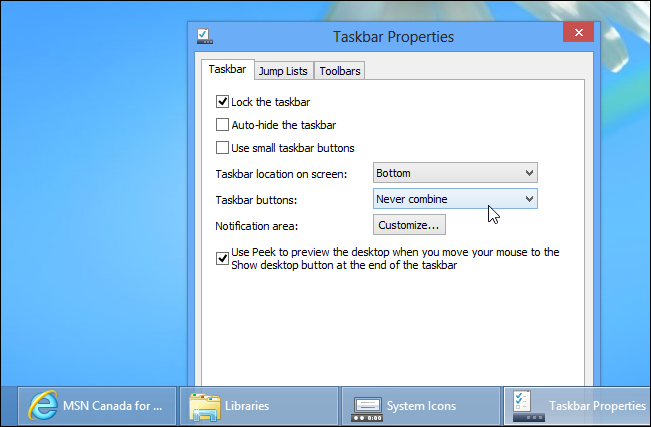 Taskbar Properties
Taskbar
Jump Lists
Toolbars
Lock the taskbar
Auto-hide the taskbar
Use small taskbar buttons
Taskbar location on screen: Bottom
Taskbar buttons: Never combine
Notification area: Customize...
Use Peek to preview the desktop when you move your mouse to the
Show desktop button at the end of the taskbar
MSN Canada for ...
Libraries
System Icons
Taskbar Properties